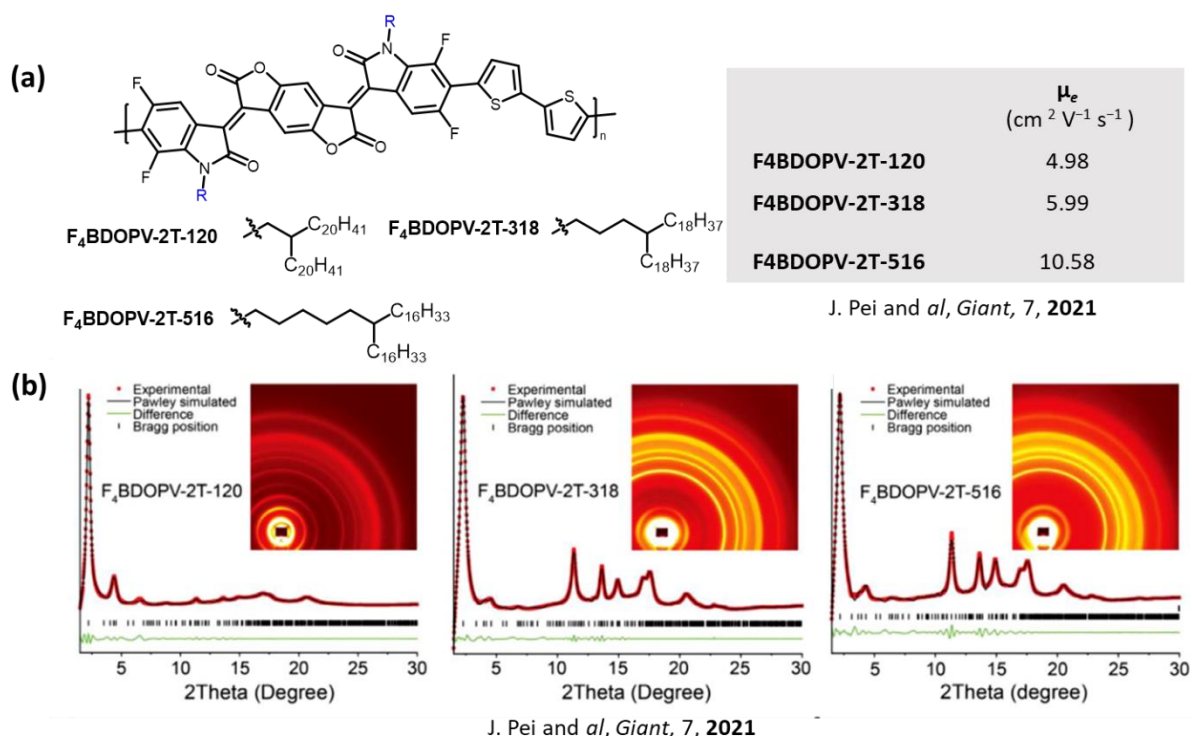 (a)
R
N
O
O
O
F
F
S
S
n
F
F
O
O
O
N
R
μe
(cm ² V⁻¹ s⁻¹ )
F4BDOPV-2T-120 4.98
F4BDOPV-2T-318 5.99
F4BDOPV-2T-516 10.58
J. Pei and al, Giant, 7, 2021
F₄BDOPV-2T-120
C₂₀H₄₁
C₂₀H₄₁
F₄BDOPV-2T-318
C₁₈H₃₇
C₁₈H₃₇
F₄BDOPV-2T-516
C₁₆H₃₃
C₁₆H₃₃
(b)
Experimental
Pawley simulated
Difference
Bragg position
F₄BDOPV-2T-120
5 10 15 20 25 30
2Theta (Degree)
Experimental
Pawley simulated
Difference
Bragg position
F₄BDOPV-2T-318
5 10 15 20 25 30
2Theta (Degree)
Experimental
Pawley simulated
Difference
Bragg position
F₄BDOPV-2T-516
5 10 15 20 25 30
2Theta (degree)
J. Pei and al, Giant, 7, 2021